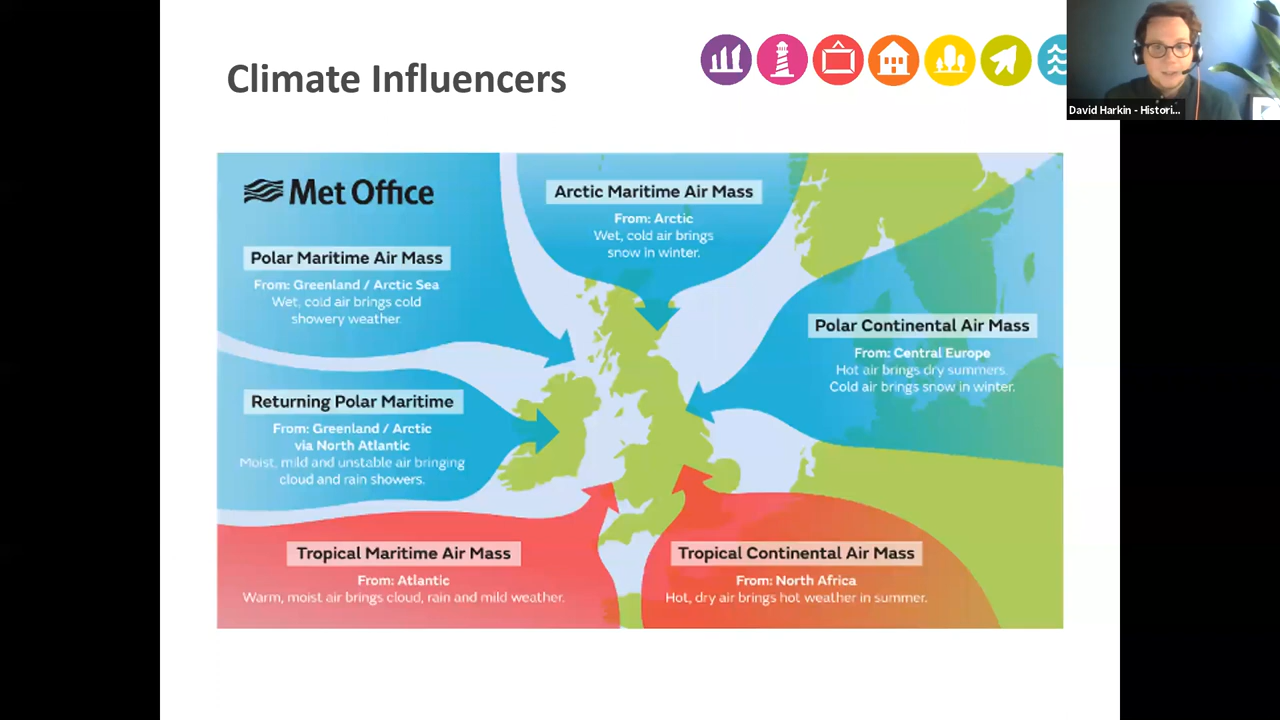 Climate Influencers
David Harkin - Histori...
Met Office
Arctic Maritime Air Mass
From: Arctic
Wet, cold air brings
snow in winter.
Polar Maritime Air Mass
From: Greenland / Arctic Sea
Wet, cold air brings cold
showery weather.
Polar Continental Air Mass
From: Central Europe
Hot air brings dry summers.
Cold air brings snow in winter.
Returning Polar Maritime
From: Greenland / Arctic
via North Atlantic
Moist, mild and unstable air bringing
cloud and rain showers.
Tropical Maritime Air Mass
From: Atlantic
Warm, moist air brings cloud, rain and mild weather.
Tropical Continental Air Mass
From: North Africa
Hot, dry air brings hot weather in summer.